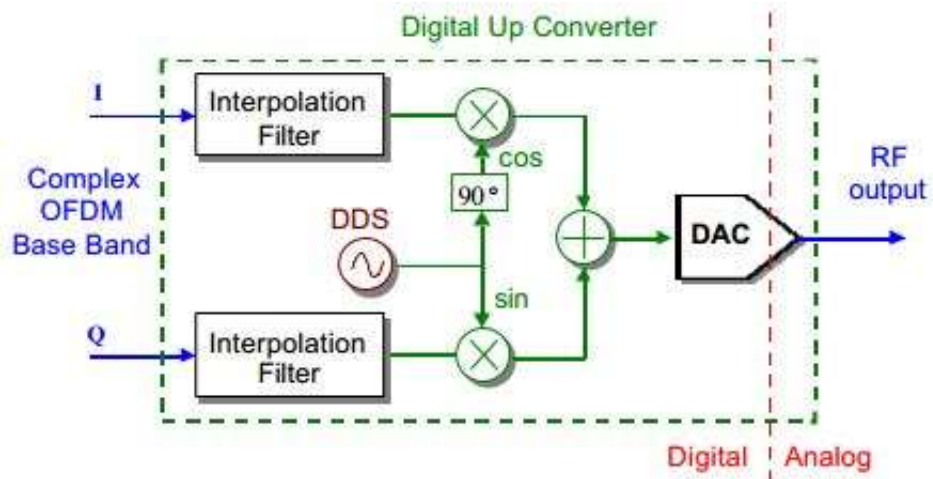 Digital Up Converter
I
Interpolation
Filter
cos
90°
Complex
OFDM
Base Band
DDS
DAC
RF
output
sin
Q
Interpolation
Filter
Digital
Analog